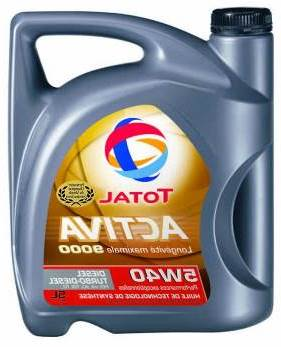 TOTAL
ACTIVA
9000
Longévité maximale
5W40
DIESEL
TURBO-DIESEL
Performances exceptionnelles
5L
HUILE DE TECHNOLOGIE DE SYNTHESE